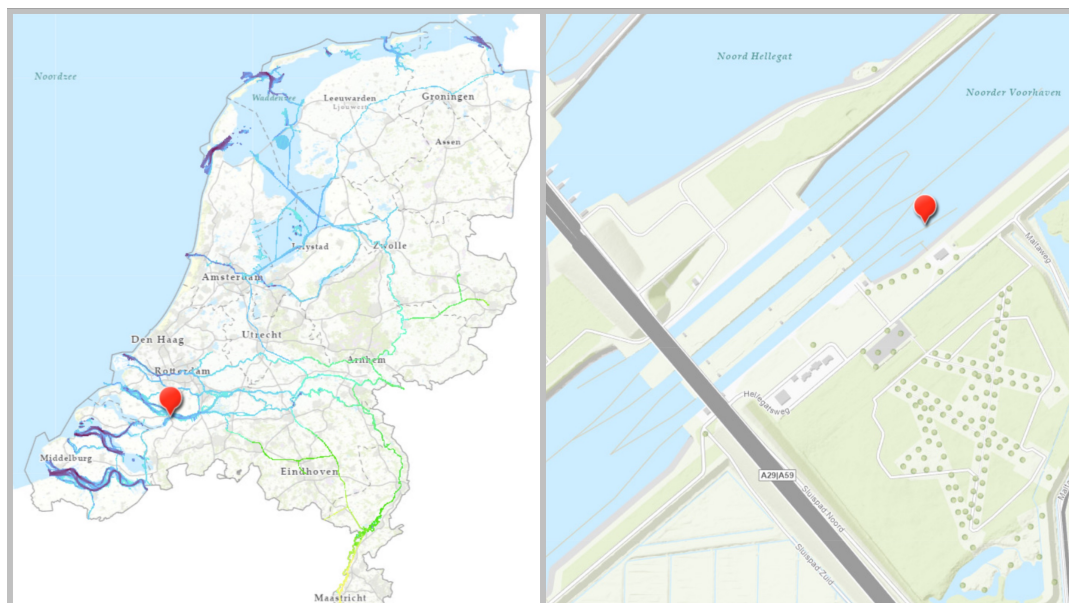 Noordzee
Waddenzee
Leeuwarden
Ljouwert
Groningen
Assen
Lelystad
Zwolle
Amsterdam
Utrecht
Den Haag
Rotterdam
Arnhem
Middelburg
Eindhoven
Maastricht
Noord Hellegat
Noorder Voorhaven
Maltaweg
Hellegatsweg
A29|A59
Sluispad Noord
Sluispad Zuid